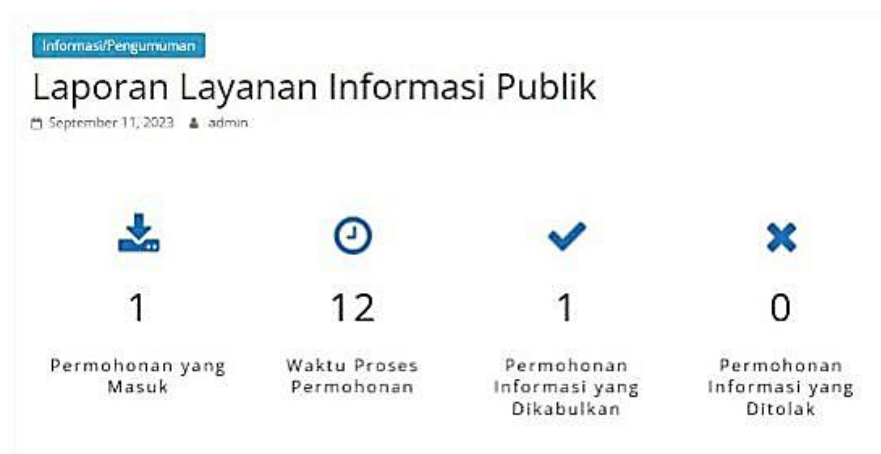 Informasi/Pengumuman
Laporan Layanan Informasi Publik
September 11, 2023 admin
1
12
1
0
Permohonan yang
Masuk
Waktu Proses
Permohonan
Permohonan
Informasi yang
Dikabulkan
Permohonan
Informasi yang
Ditolak